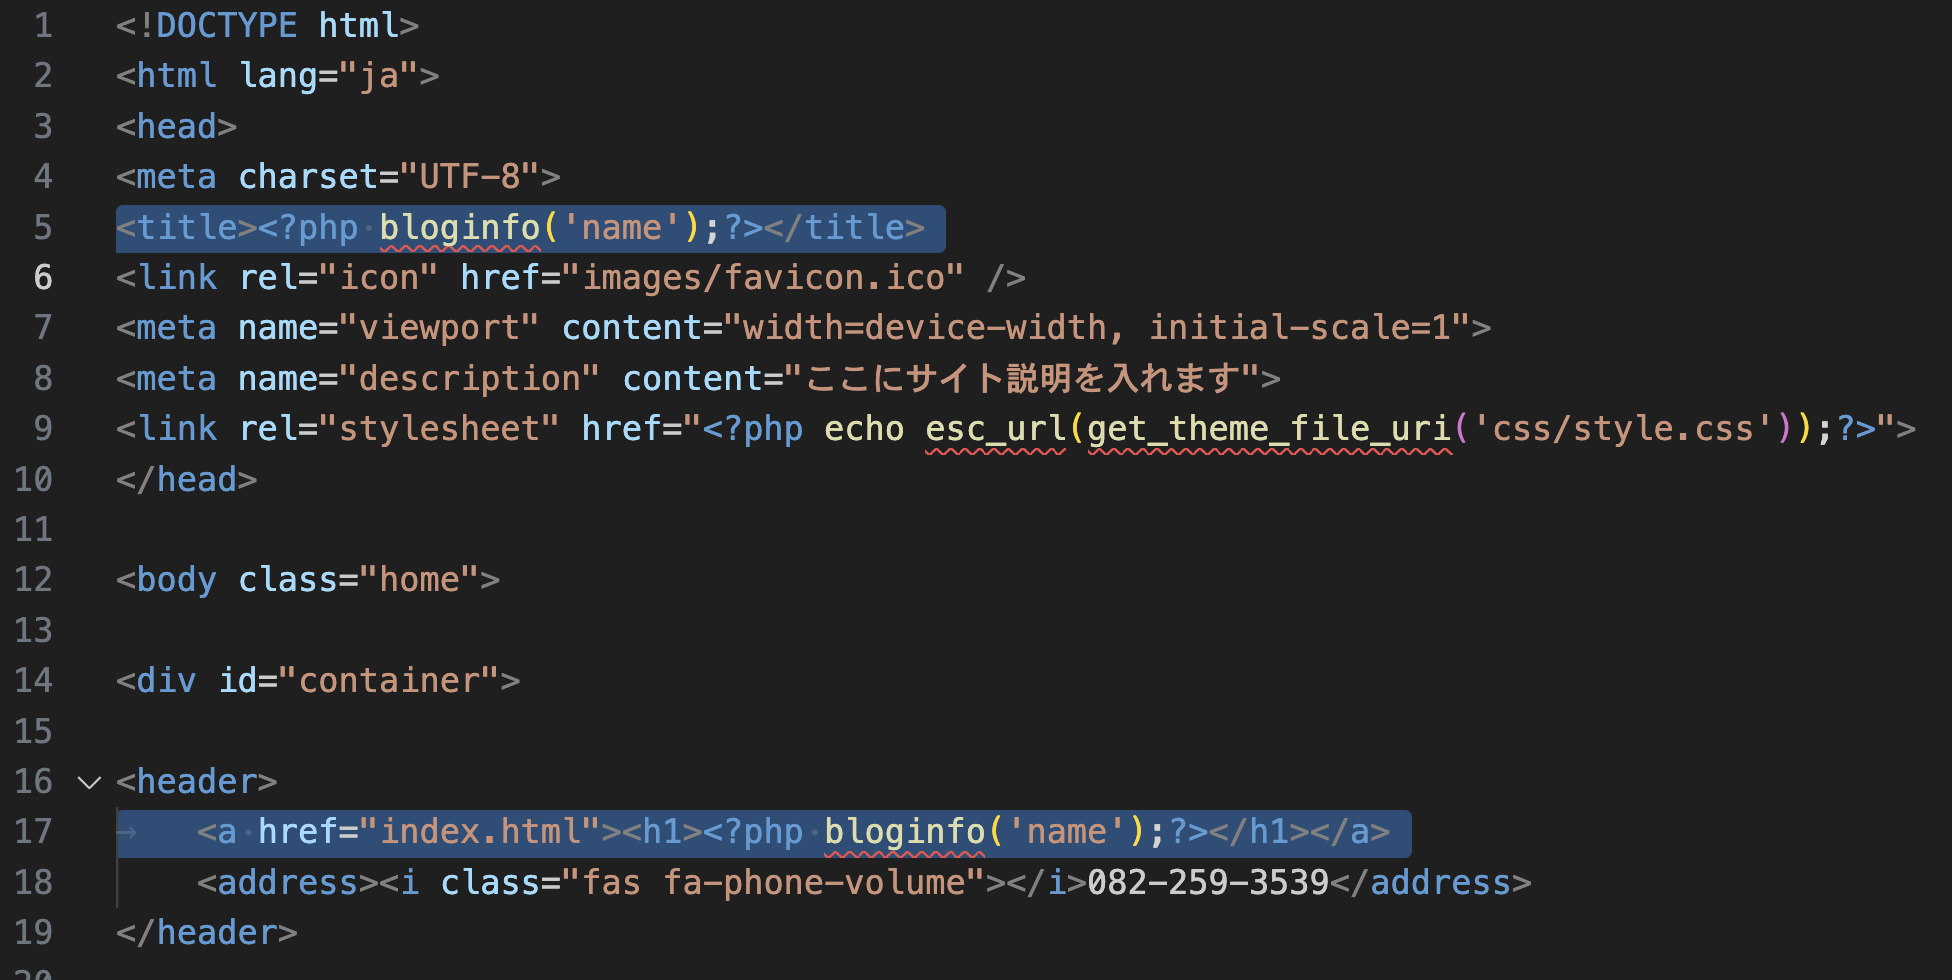 1 <!DOCTYPE html>
2 <html lang="ja">
3 <head>
4 <meta charset="UTF-8">
5 <title><?php bloginfo('name');?></title>
6 <link rel="icon" href="images/favicon.ico" />
7 <meta name="viewport" content="width=device-width, initial-scale=1">
8 <meta name="description" content="ここにサイト説明を入れます">
9 <link rel="stylesheet" href="<?php echo esc_url(get_theme_file_uri('css/style.css'));?>">
10 </head>
11
12 <body class="home">
13
14 <div id="container">
15
16 <header>
17 <a href="index.html"><h1><?php bloginfo('name');?></h1></a>
18 <address><i class="fas fa-phone-volume"></i>082-259-3539</address>
19 </header>
20